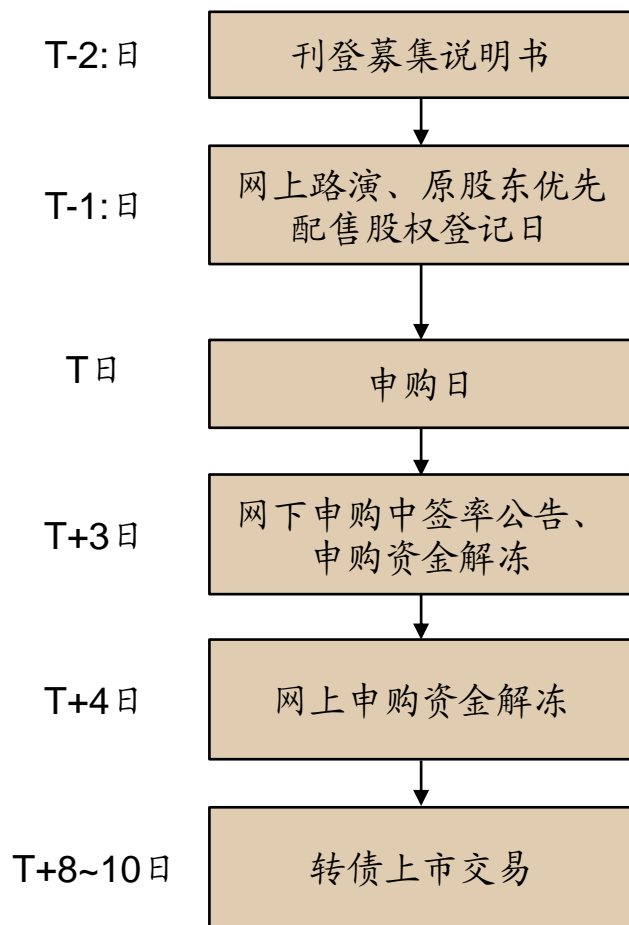 T-2:日
刊登募集说明书
T-1:日
网上路演、原股东优先
配售股权登记日
T日
申购日
T+3日
网下申购中签率公告、
申购资金解冻
T+4日
网上申购资金解冻
T+8~10日
转债上市交易